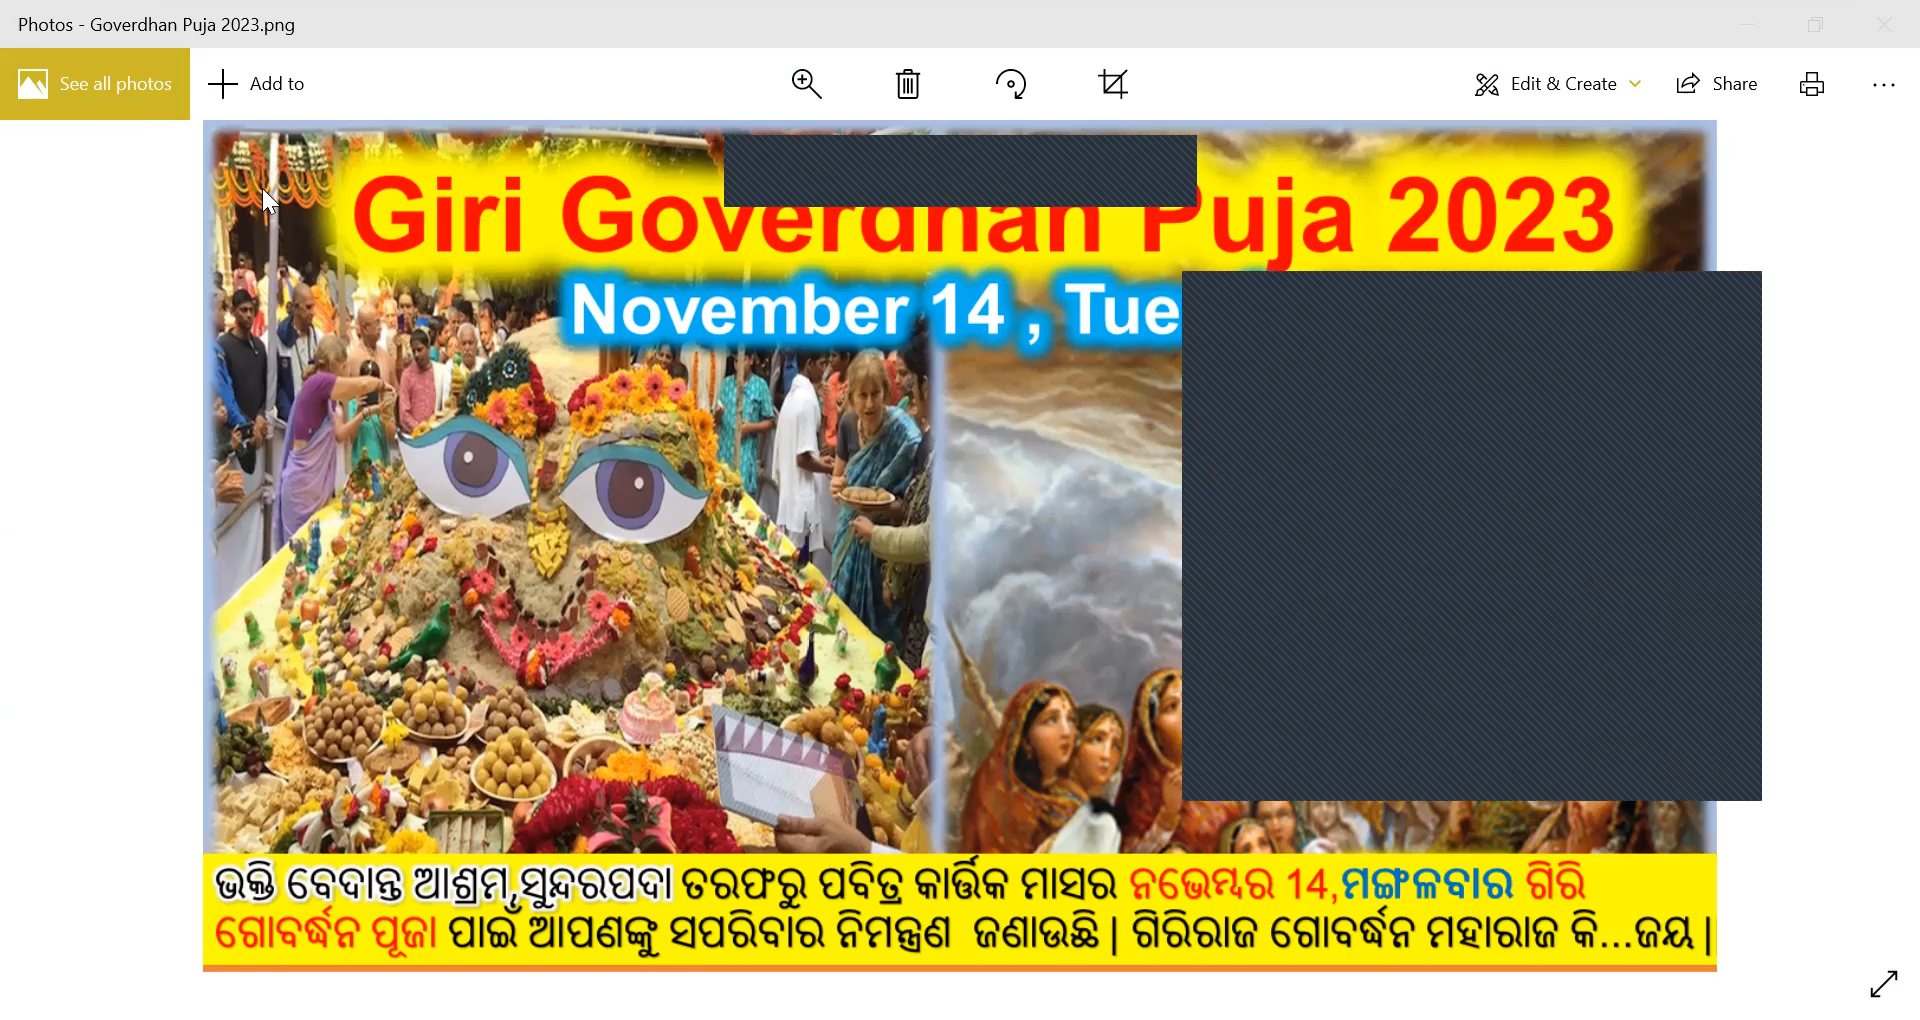 Photos - Goverdhan Puja 2023.png
See all photos
Add to
Edit & Create
Share
Giri Goverdhan Puja 2023
November 14 , Tue
ଭକ୍ତି ବେଦାନ୍ତ ଆଶ୍ରମ,ସୁନ୍ଦରପଦା ତରଫରୁ ପବିତ୍ର କାର୍ତ୍ତିକ ମାସର ନଭେମ୍ବର 14,ମଙ୍ଗଳବାର ଗିରି
ଗୋବର୍ଦ୍ଧନ ପୂଜା ପାଇଁ ଆପଣଙ୍କୁ ସପରିବାର ନିମନ୍ତ୍ରଣ ଜଣାଉଛି | ଗିରିରାଜ ଗୋବର୍ଦ୍ଧନ ମହାରାଜ କି...ଜୟ |